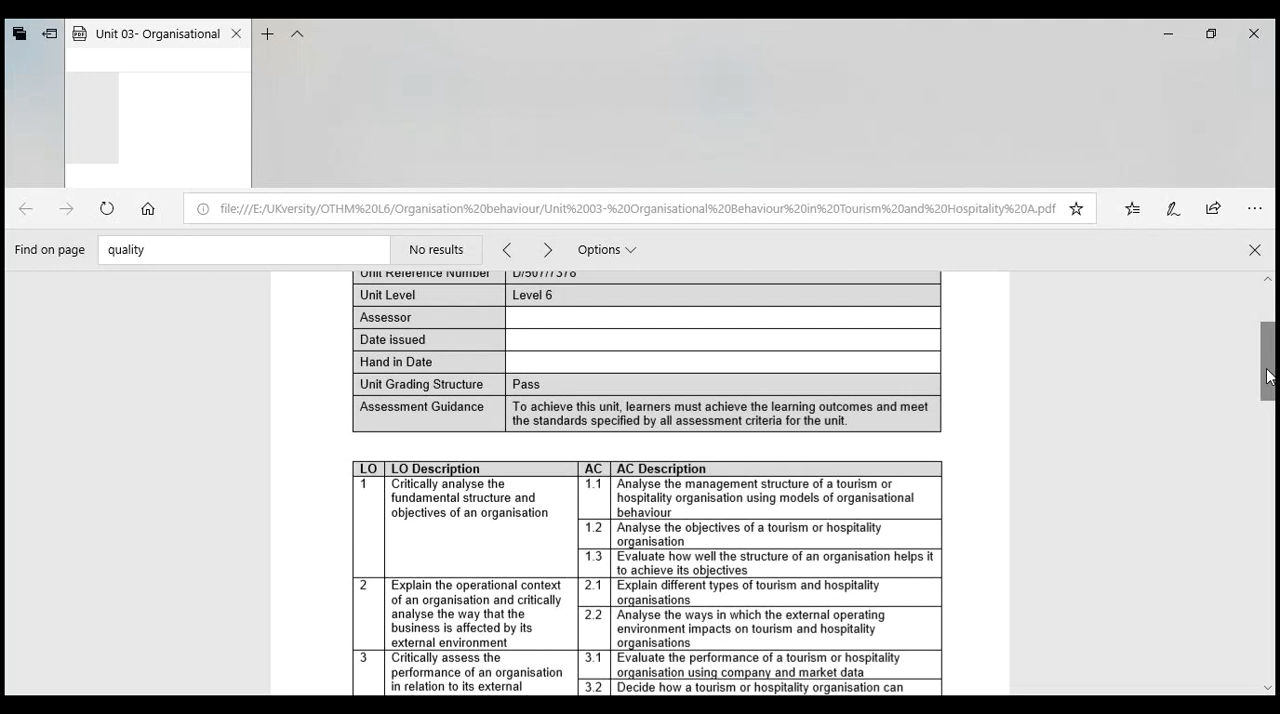 Unit 03- Organisational
file:///E:/UKversity/OTHM%20L6/Organisation%20behaviour/Unit%2003-%20Organisational%20Behaviour%20in%20Tourism%20and%20Hospitality%20A.pdf
Find on page quality No results Options
Unit Reference Number D/507/7378
Unit Level Level 6
Assessor
Date issued
Hand in Date
Unit Grading Structure Pass
Assessment Guidance To achieve this unit, learners must achieve the learning outcomes and meet
the standards specified by all assessment criteria for the unit.
LO LO Description AC AC Description
1 Critically analyse the 1.1 Analyse the management structure of a tourism or
fundamental structure and hospitality organisation using models of organisational
objectives of an organisation behaviour
1.2 Analyse the objectives of a tourism or hospitality
organisation
1.3 Evaluate how well the structure of an organisation helps it
to achieve its objectives
2 Explain the operational context 2.1 Explain different types of tourism and hospitality
of an organisation and critically organisations
analyse the way that the 2.2 Analyse the ways in which the external operating
business is affected by its environment impacts on tourism and hospitality
external environment organisations
3 Critically assess the 3.1 Evaluate the performance of a tourism or hospitality
performance of an organisation organisation using company and market data
in relation to its external 3.2 Decide how a tourism or hospitality organisation can